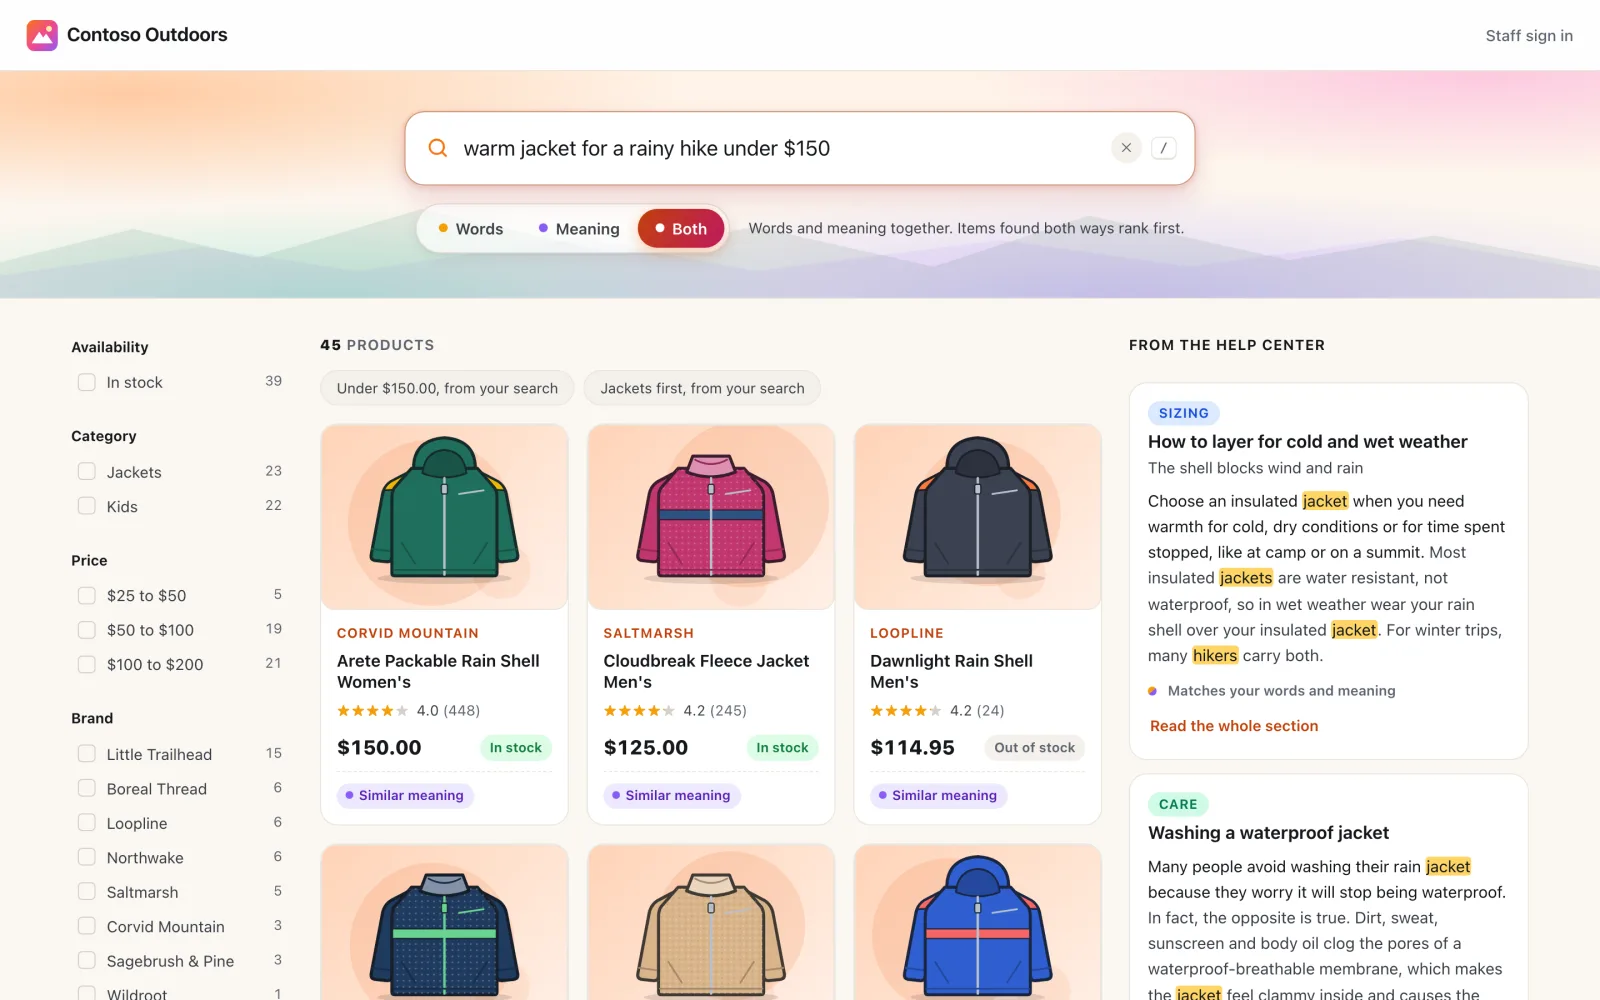 Contoso Outdoors
Staff sign in
warm jacket for a rainy hike under $150
/
Words
Meaning
Both
Words and meaning together. Items found both ways rank first.
Availability
In stock 39
Category
Jackets 23
Kids 22
Price
$25 to $50 5
$50 to $100 19
$100 to $200 21
Brand
Little Trailhead 15
Boreal Thread 6
Loopline 6
Northwake 6
Saltmarsh 5
Corvid Mountain 3
Sagebrush & Pine 3
Wildroot 1
45 PRODUCTS
Under $150.00, from your search
Jackets first, from your search
CORVID MOUNTAIN
Arete Packable Rain Shell
Women's
4.0 (448)
$150.00
In stock
Similar meaning
SALTMARSH
Cloudbreak Fleece Jacket
Men's
4.2 (245)
$125.00
In stock
Similar meaning
LOOPLINE
Dawnlight Rain Shell
Men's
4.2 (24)
$114.95
Out of stock
Similar meaning
FROM THE HELP CENTER
SIZING
How to layer for cold and wet weather
The shell blocks wind and rain
Choose an insulated jacket when you need
warmth for cold, dry conditions or for time spent
stopped, like at camp or on a summit. Most
insulated jackets are water resistant, not
waterproof, so in wet weather wear your rain
shell over your insulated jacket. For winter trips,
many hikers carry both.
Matches your words and meaning
Read the whole section
CARE
Washing a waterproof jacket
Many people avoid washing their rain jacket
because they worry it will stop being waterproof.
In fact, the opposite is true. Dirt, sweat,
sunscreen and body oil clog the pores of a
waterproof-breathable membrane, which makes
the jacket feel clammy inside and causes the